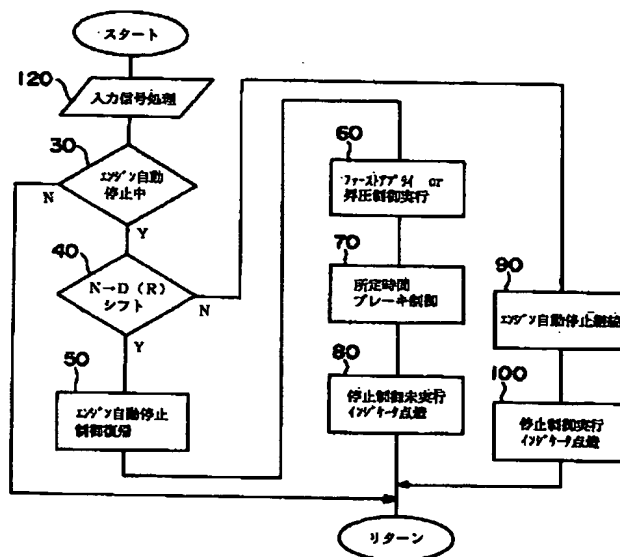 スタート
120
入力信号処理
30
エンジン自動
停止中
N
Y
40
N→D（R）
シフト
N
Y
50
エンジン自動停止
制御復帰
60
ファーストアプライ or
昇圧制御実行
70
所定時間
ブレーキ制御
80
停止制御未実行
インジケータ点燈
90
エンジン自動停止継続
100
停止制御実行
インジケータ点燈
リターン